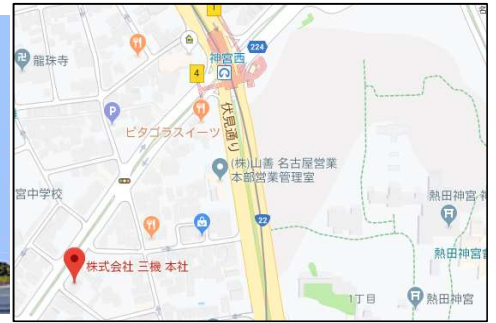 1
名
龍珠寺
神宮西
224
4
P
ピタゴラスイーツ
伏見通り
(株)山善 名古屋営業
本部営業管理室
宮中学校
熱田神宮
22
熱田神宮
株式会社 三機 本社
1丁目
熱田神宮